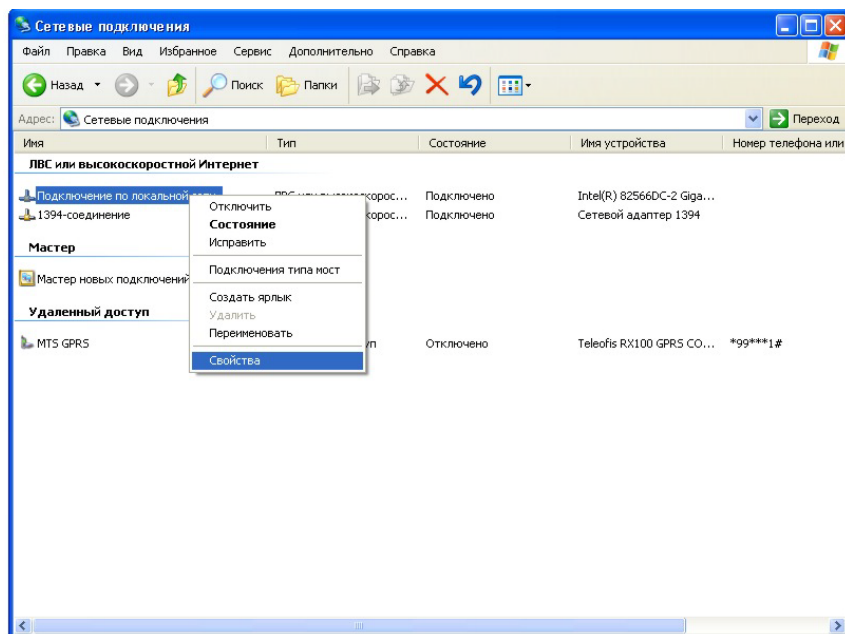 Сетевые подключения
Файл Правка Вид Избранное Сервис Дополнительно Справка
Назад Поиск Папки
Адрес: Сетевые подключения Переход
Имя Тип Состояние Имя устройства Номер телефона или
ЛВС или высокоскоростной Интернет
Подключение по локальной Подключено Intel(R) 82566DC-2 Giga...
1394-соединение Подключено Сетевой адаптер 1394
Мастер
Мастер новых подключений
Удаленный доступ
MTS GPRS Отключено Teleofis RX100 GPRS CO... *99***1#
Отключить
Состояние
Исправить
Подключения типа мост
Создать ярлык
Удалить
Переименовать
Свойства